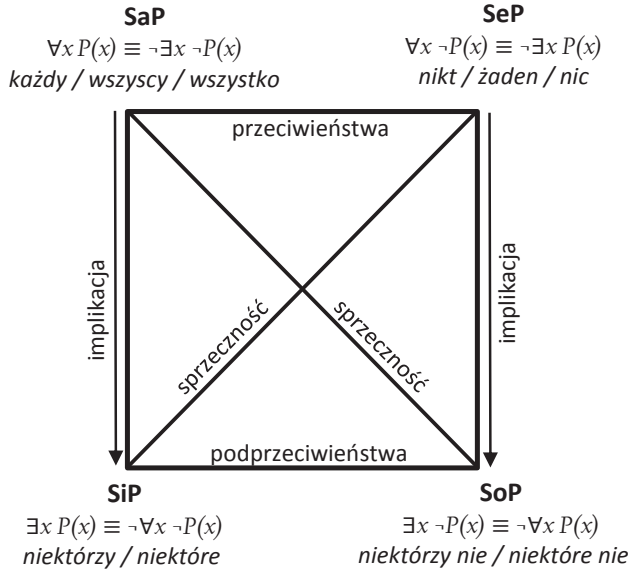 SaP
∀x P(x) ≡ ¬∃x ¬P(x)
każdy / wszyscy / wszystko
SeP
∀x ¬P(x) ≡ ¬∃x P(x)
nikt / żaden / nic
przeciwieństwa
implikacja
implikacja
sprzeczność
sprzeczność
podprzeciwieństwa
SiP
∃x P(x) ≡ ¬∀x ¬P(x)
niektórzy / niektóre
SoP
∃x ¬P(x) ≡ ¬∀x P(x)
niektórzy nie / niektóre nie